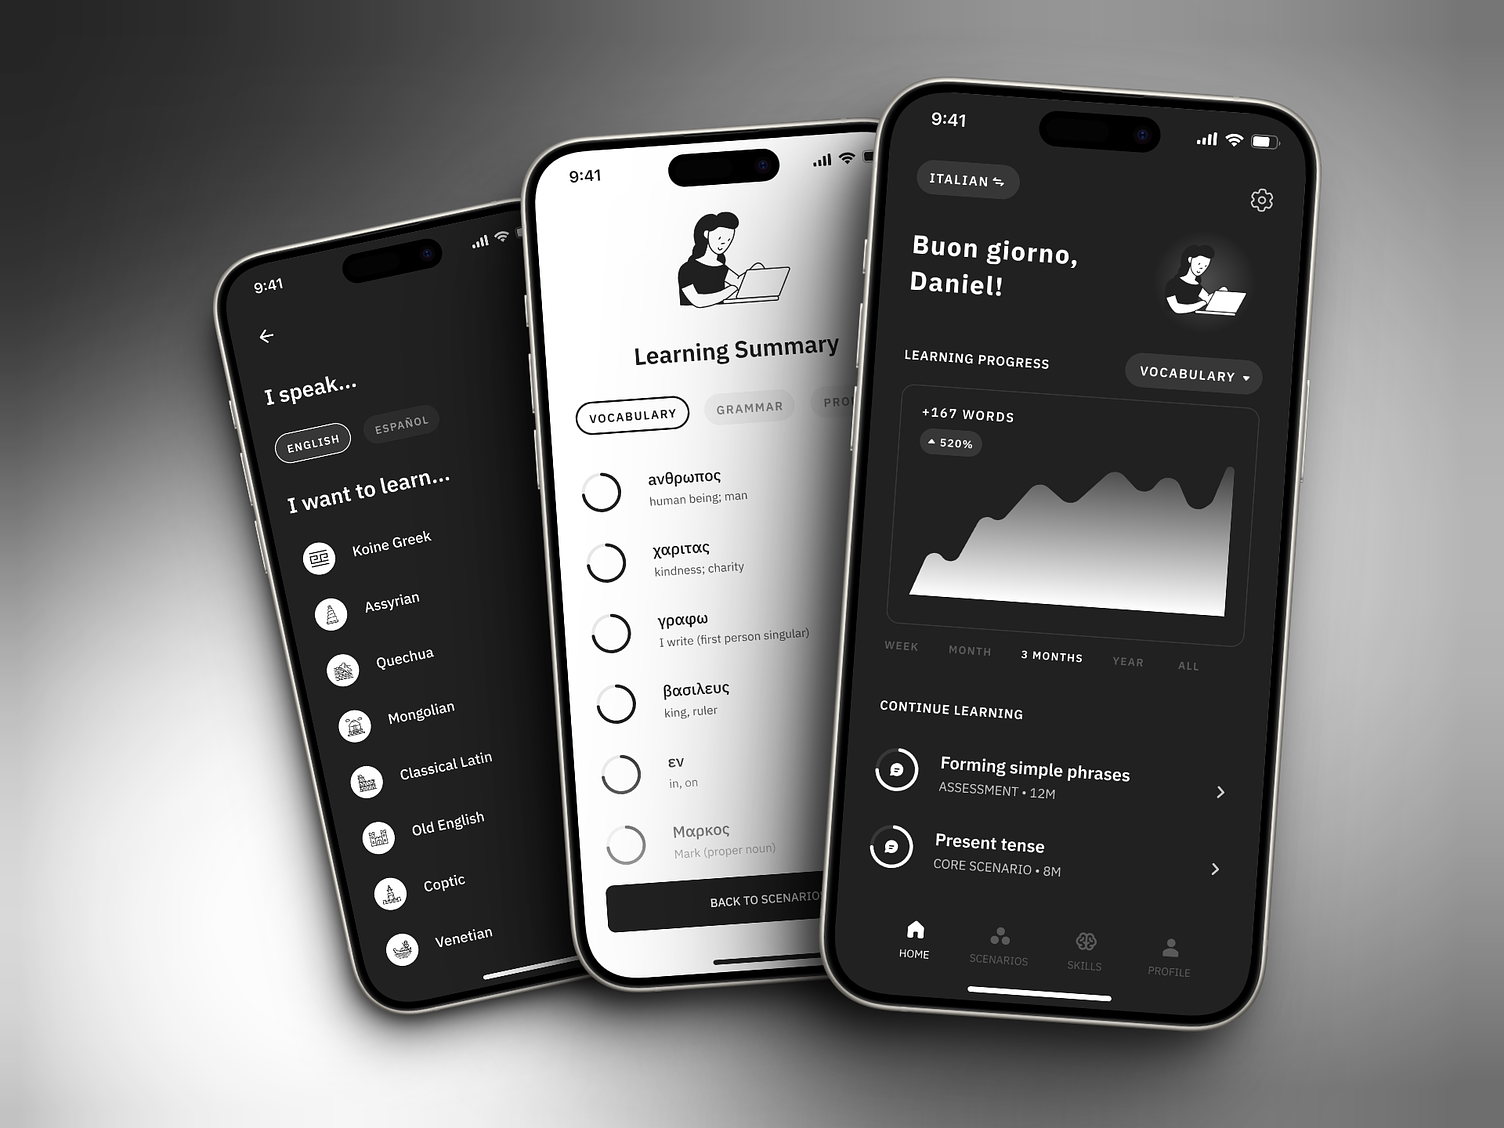 9:41
I speak...
ENGLISH
ESPAÑOL
I want to learn...
Koine Greek
Assyrian
Quechua
Mongolian
Classical Latin
Old English
Coptic
Venetian
9:41
Learning Summary
VOCABULARY
GRAMMAR
PRO
ανθρωπος
human being; man
χαριτας
kindness; charity
γραφω
I write (first person singular)
βασιλευς
king, ruler
εν
in, on
Μαρκος
Mark (proper noun)
BACK TO SCENARIOS
9:41
ITALIAN
Buon giorno,
Daniel!
LEARNING PROGRESS
VOCABULARY
+167 WORDS
520%
WEEK MONTH 3 MONTHS YEAR ALL
CONTINUE LEARNING
Forming simple phrases
ASSESSMENT • 12M
Present tense
CORE SCENARIO • 8M
HOME SCENARIOS SKILLS PROFILE